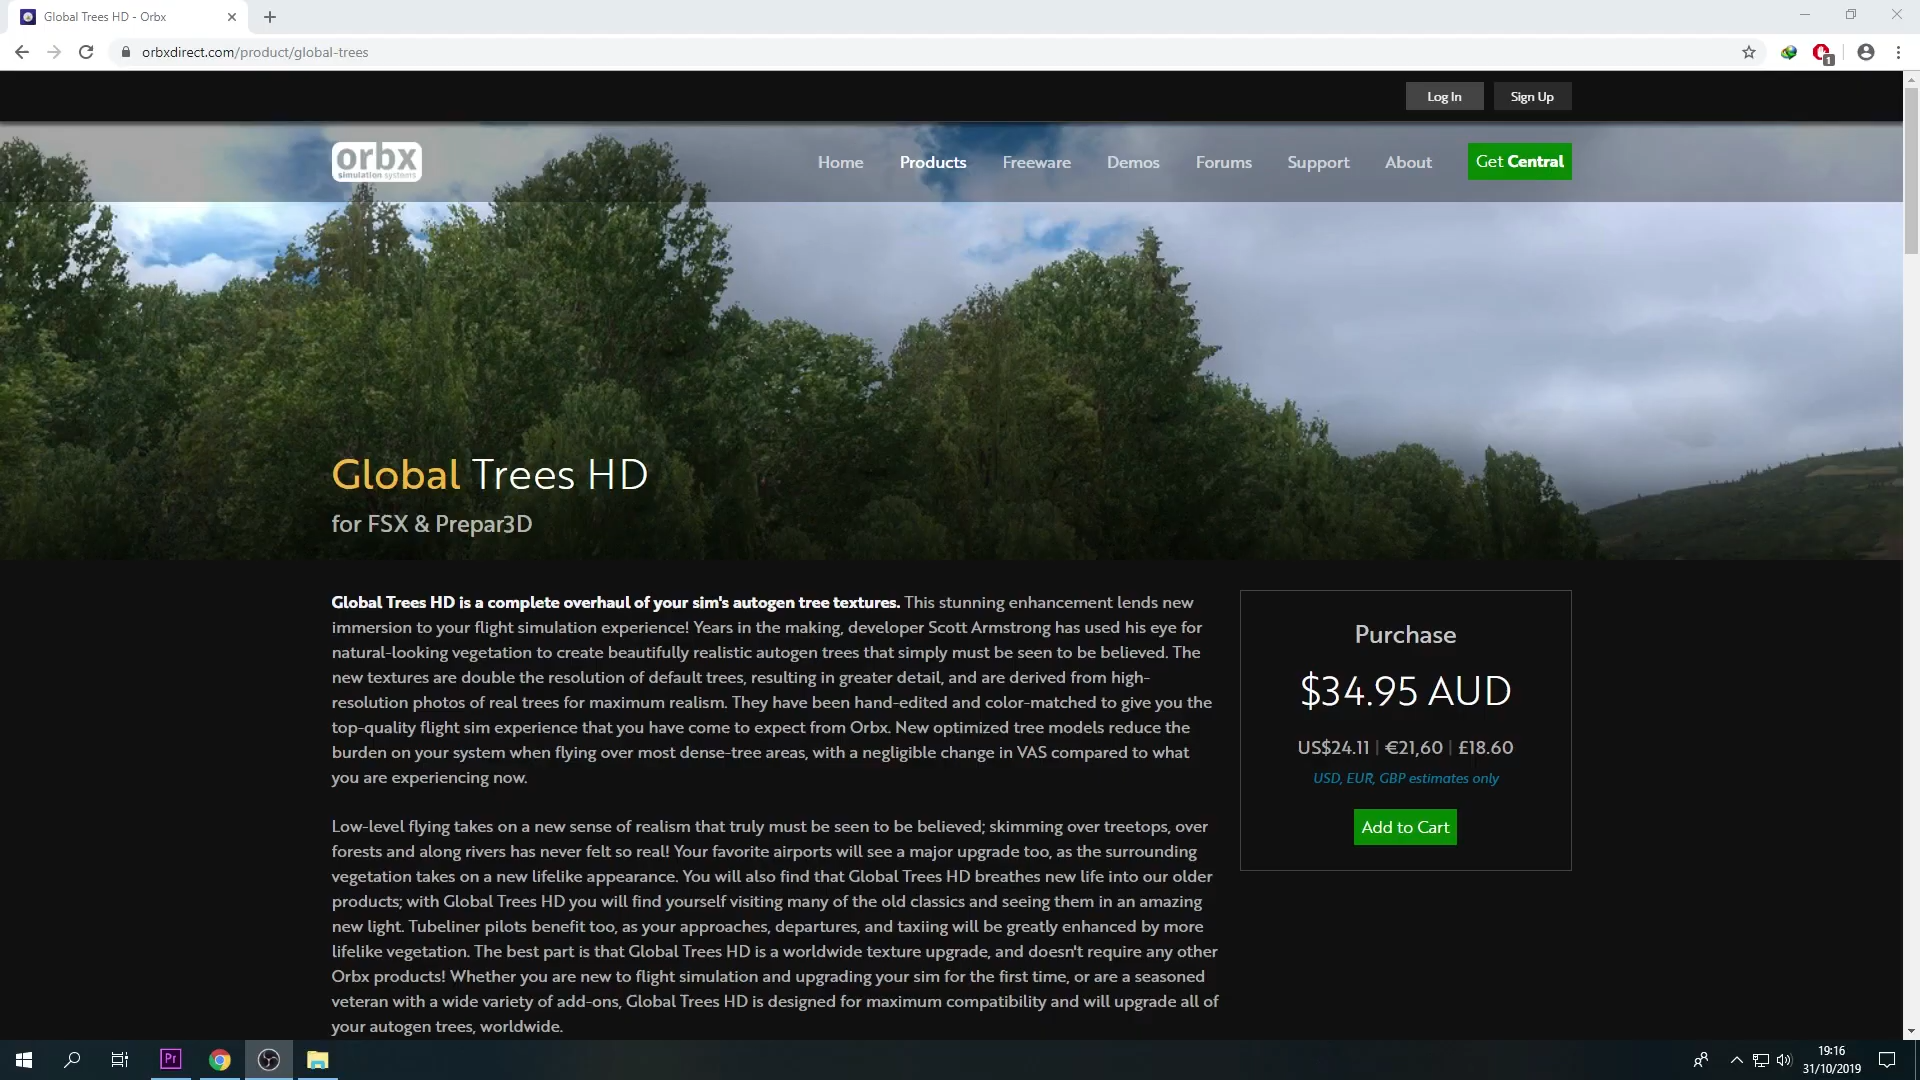 Global Trees HD - Orbx
orbxdirect.com/product/global-trees
1
Log In
Sign Up
orbx
simulation systems
Home
Products
Freeware
Demos
Forums
Support
About
Get Central
Global Trees HD
for FSX & Prepar3D
Global Trees HD is a complete overhaul of your sim's autogen tree textures. This stunning enhancement lends new
immersion to your flight simulation experience! Years in the making, developer Scott Armstrong has used his eye for
natural-looking vegetation to create beautifully realistic autogen trees that simply must be seen to be believed. The
new textures are double the resolution of default trees, resulting in greater detail, and are derived from high-
resolution photos of real trees for maximum realism. They have been hand-edited and color-matched to give you the
top-quality flight sim experience that you have come to expect from Orbx. New optimized tree models reduce the
burden on your system when flying over most dense-tree areas, with a negligible change in VAS compared to what
you are experiencing now.
Low-level flying takes on a new sense of realism that truly must be seen to be believed; skimming over treetops, over
forests and along rivers has never felt so real! Your favorite airports will see a major upgrade too, as the surrounding
vegetation takes on a new lifelike appearance. You will also find that Global Trees HD breathes new life into our older
products; with Global Trees HD you will find yourself visiting many of the old classics and seeing them in an amazing
new light. Tubeliner pilots benefit too, as your approaches, departures, and taxiing will be greatly enhanced by more
lifelike vegetation. The best part is that Global Trees HD is a worldwide texture upgrade, and doesn't require any other
Orbx products! Whether you are new to flight simulation and upgrading your sim for the first time, or are a seasoned
veteran with a wide variety of add-ons, Global Trees HD is designed for maximum compatibility and will upgrade all of
your autogen trees, worldwide.
Purchase
$34.95 AUD
US$24.11 | €21,60 | £18.60
USD, EUR, GBP estimates only
Add to Cart
Pr
19:16
31/10/2019